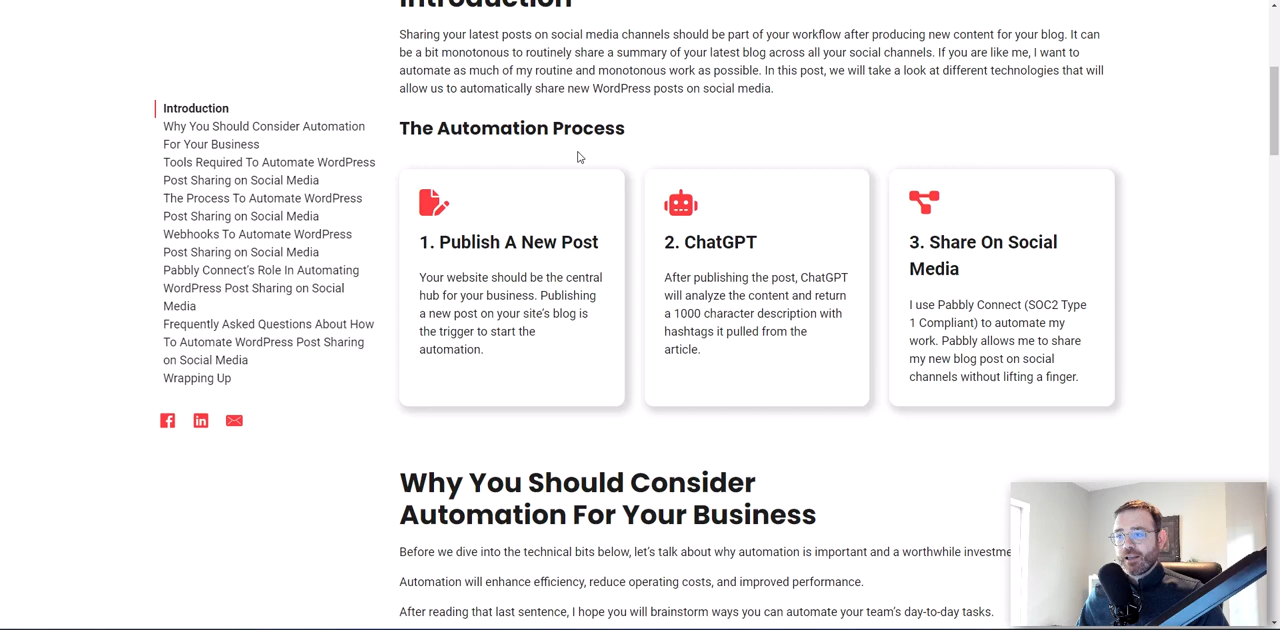 Introduction
Sharing your latest posts on social media channels should be part of your workflow after producing new content for your blog. It can
be a bit monotonous to routinely share a summary of your latest blog across all your social channels. If you are like me, I want to
automate as much of my routine and monotonous work as possible. In this post, we will take a look at different technologies that will
allow us to automatically share new WordPress posts on social media.
Introduction
Why You Should Consider Automation
For Your Business
Tools Required To Automate WordPress
Post Sharing on Social Media
The Process To Automate WordPress
Post Sharing on Social Media
Webhooks To Automate WordPress
Post Sharing on Social Media
Pabbly Connect's Role In Automating
WordPress Post Sharing on Social
Media
Frequently Asked Questions About How
To Automate WordPress Post Sharing
on Social Media
Wrapping Up
The Automation Process
1. Publish A New Post
Your website should be the central
hub for your business. Publishing
a new post on your site's blog is
the trigger to start the
automation.
2. ChatGPT
After publishing the post, ChatGPT
will analyze the content and return
a 1000 character description with
hashtags it pulled from the
article.
3. Share On Social
Media
I use Pabbly Connect (SOC2 Type
1 Compliant) to automate my
work. Pabbly allows me to share
my new blog post on social
channels without lifting a finger.
Why You Should Consider
Automation For Your Business
Before we dive into the technical bits below, let's talk about why automation is important and a worthwhile investme
Automation will enhance efficiency, reduce operating costs, and improved performance.
After reading that last sentence, I hope you will brainstorm ways you can automate your team's day-to-day tasks.